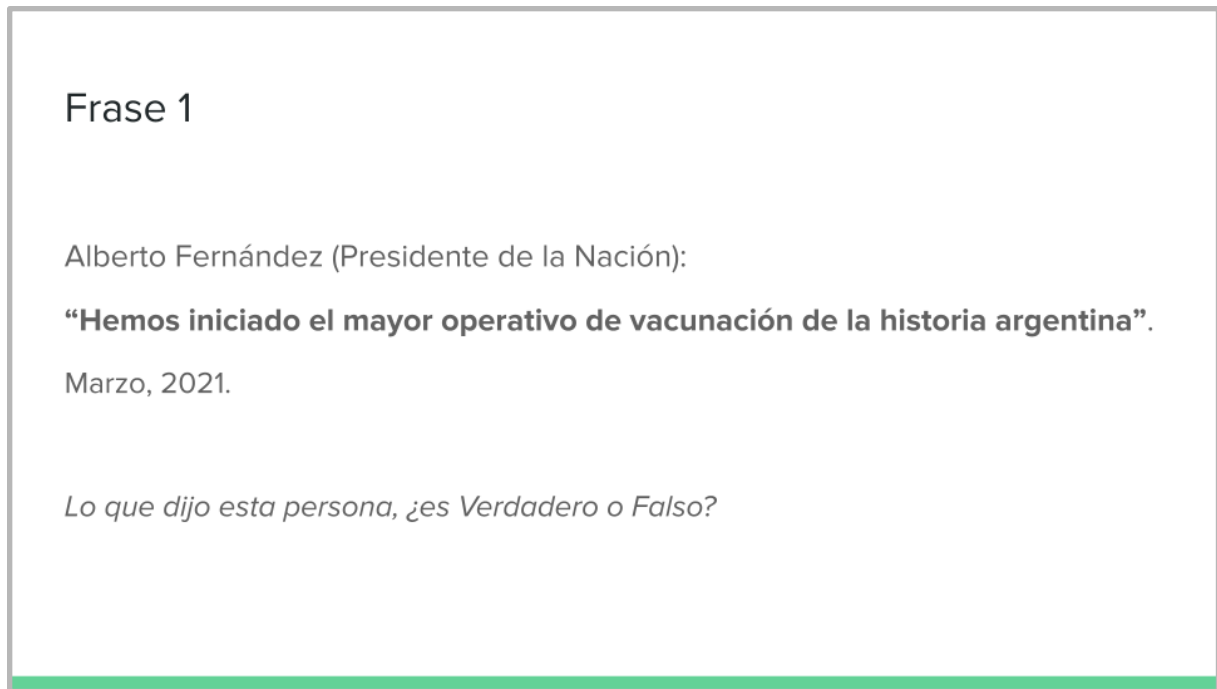 Frase 1
Alberto Fernández (Presidente de la Nación):
“Hemos iniciado el mayor operativo de vacunación de la historia argentina”.
Marzo, 2021.
Lo que dijo esta persona, ¿es Verdadero o Falso?